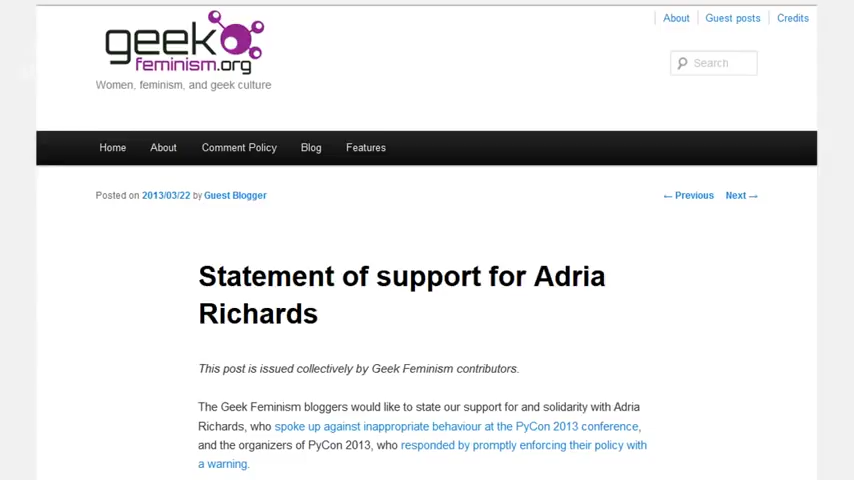 About
Guest posts
Credits
geek
feminism.org
Search
Women, feminism, and geek culture
Home
About
Comment Policy
Blog
Features
Posted on 2013/03/22 by Guest Blogger
← Previous
Next →
Statement of support for Adria
Richards
This post is issued collectively by Geek Feminism contributors.
The Geek Feminism bloggers would like to state our support for and solidarity with Adria
Richards, who spoke up against inappropriate behaviour at the PyCon 2013 conference,
and the organizers of PyCon 2013, who responded by promptly enforcing their policy with
a warning.